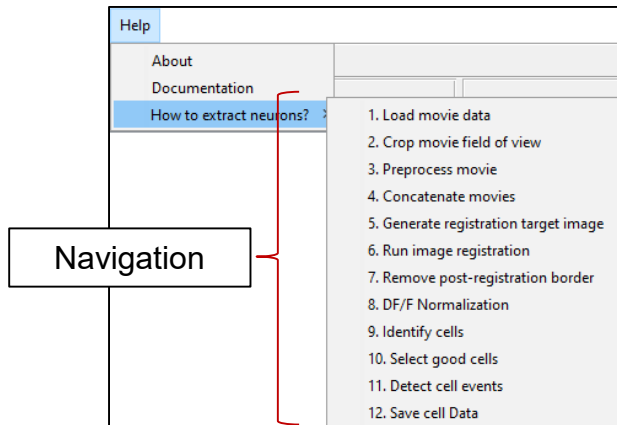 Help
About
Documentation
How to extract neurons?
1. Load movie data
2. Crop movie field of view
3. Preprocess movie
4. Concatenate movies
5. Generate registration target image
6. Run image registration
7. Remove post-registration border
8. DF/F Normalization
9. Identify cells
10. Select good cells
11. Detect cell events
12. Save cell Data
Navigation